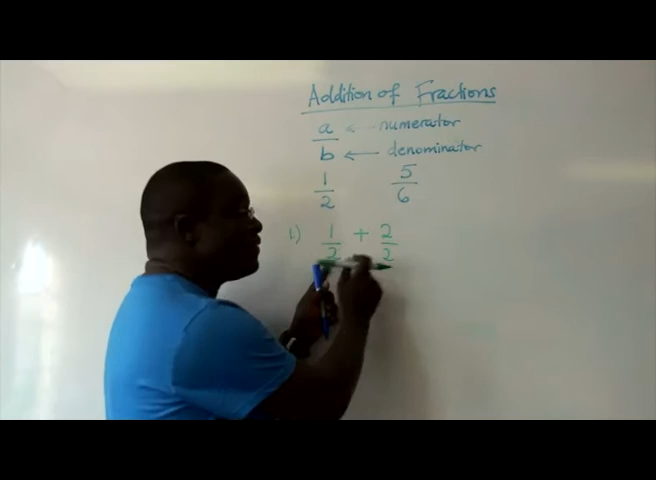 Addition of Fractions
a/b ← numerator
← denominator
1/2 5/6
1.) 1/2 + 2/2